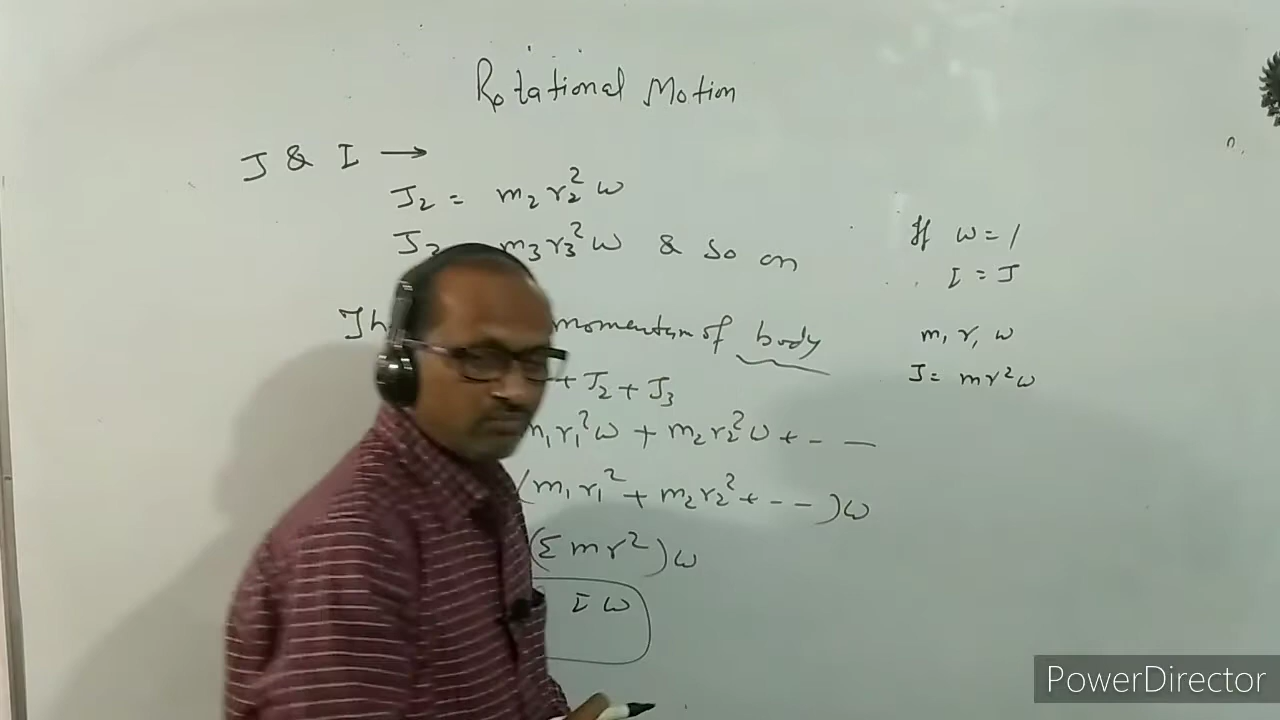 Rotational Motion
J & I →
J₂ = m₂r₂²ω
m₃r₃²ω & so on
momentum of body
+ J₂ + J₃
m₁r₁²ω + m₂r₂²ω + - —
(m₁r₁² + m₂r₂² + - - )ω
(Σmr²)ω
Iω
If ω = 1
I = J
m, r, ω
J = mr²ω
PowerDirector